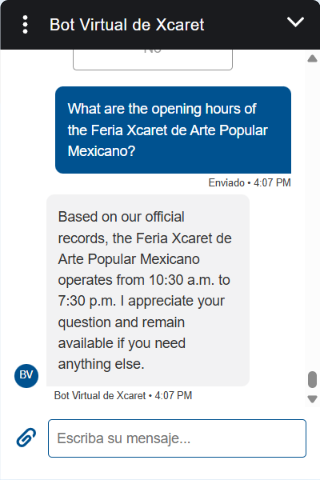 Bot Virtual de Xcaret
No
What are the opening hours of
the Feria Xcaret de Arte Popular
Mexicano?
Enviado • 4:07 PM
Based on our official
records, the Feria Xcaret de
Arte Popular Mexicano
operates from 10:30 a.m. to
7:30 p.m. I appreciate your
question and remain
available if you need
anything else.
BV
Bot Virtual de Xcaret • 4:07 PM
Escriba su mensaje...